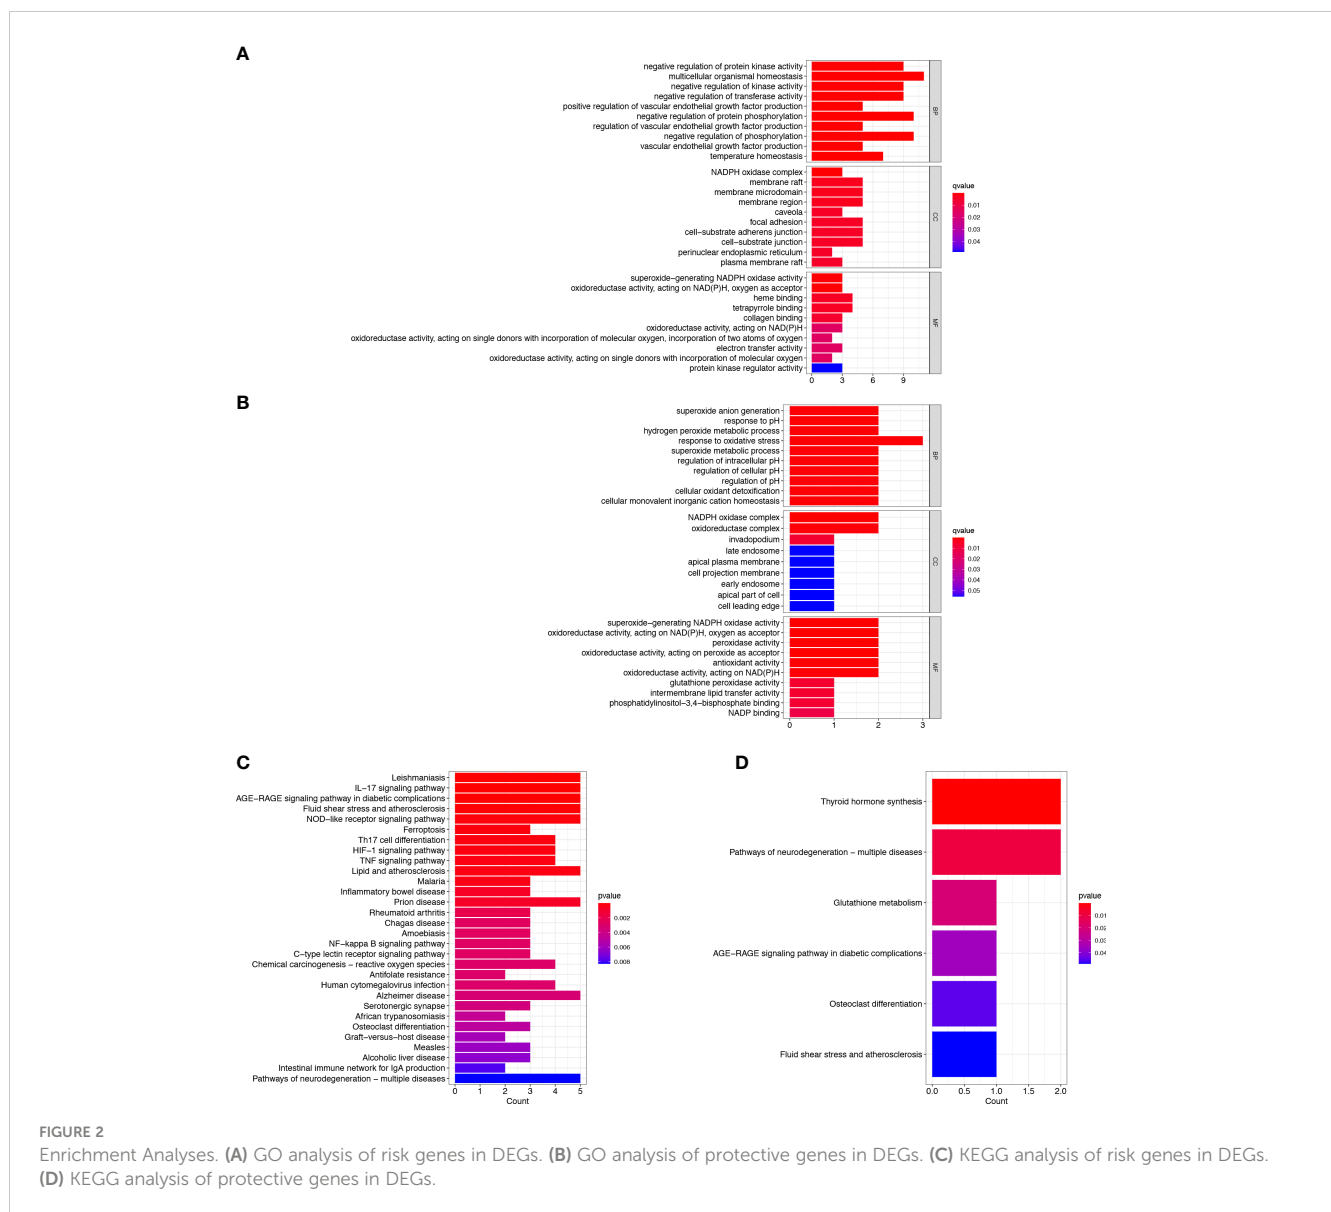 A
negative regulation of protein kinase activity
multicellular organismal homeostasis
negative regulation of kinase activity
negative regulation of transferase activity
positive regulation of vascular endothelial growth factor production
negative regulation of protein phosphorylation
regulation of vascular endothelial growth factor production
negative regulation of phosphorylation
vascular endothelial growth factor production
temperature homeostasis
BP
NADPH oxidase complex
membrane raft
membrane microdomain
membrane region
caveola
focal adhesion
cell−substrate adherens junction
cell−substrate junction
perinuclear endoplasmic reticulum
plasma membrane raft
CC
superoxide−generating NADPH oxidase activity
oxidoreductase activity, acting on NAD(P)H, oxygen as acceptor
heme binding
tetrapyrrole binding
collagen binding
oxidoreductase activity, acting on NAD(P)H
oxidoreductase activity, acting on single donors with incorporation of molecular oxygen, incorporation of two atoms of oxygen
electron transfer activity
oxidoreductase activity, acting on single donors with incorporation of molecular oxygen
protein kinase regulator activity
MF
0 3 6 9
qvalue
0.01
0.02
0.03
0.04
B
superoxide anion generation
response to pH
hydrogen peroxide metabolic process
response to oxidative stress
superoxide metabolic process
regulation of intracellular pH
regulation of cellular pH
regulation of pH
cellular oxidant detoxification
cellular monovalent inorganic cation homeostasis
BP
NADPH oxidase complex
oxidoreductase complex
invadopodium
late endosome
apical plasma membrane
cell projection membrane
early endosome
apical part of cell
cell leading edge
CC
superoxide−generating NADPH oxidase activity
oxidoreductase activity, acting on NAD(P)H, oxygen as acceptor
peroxidase activity
oxidoreductase activity, acting on peroxide as acceptor
antioxidant activity
oxidoreductase activity, acting on NAD(P)H
glutathione peroxidase activity
intermembrane lipid transfer activity
phosphatidylinositol−3,4−bisphosphate binding
NADP binding
MF
0 1 2 3
qvalue
0.01
0.02
0.03
0.04
0.05
C
Leishmaniasis
IL−17 signaling pathway
AGE−RAGE signaling pathway in diabetic complications
Fluid shear stress and atherosclerosis
NOD−like receptor signaling pathway
Ferroptosis
Th17 cell differentiation
HIF−1 signaling pathway
TNF signaling pathway
Lipid and atherosclerosis
Malaria
Inflammatory bowel disease
Prion disease
Rheumatoid arthritis
Chagas disease
Amoebiasis
NF−kappa B signaling pathway
C−type lectin receptor signaling pathway
Chemical carcinogenesis − reactive oxygen species
Antifolate resistance
Human cytomegalovirus infection
Alzheimer disease
Serotonergic synapse
African trypanosomiasis
Osteoclast differentiation
Graft−versus−host disease
Measles
Alcoholic liver disease
Intestinal immune network for IgA production
Pathways of neurodegeneration − multiple diseases
0 1 2 3 4 5
Count
pvalue
0.002
0.004
0.006
0.008
D
Thyroid hormone synthesis
Pathways of neurodegeneration − multiple diseases
Glutathione metabolism
AGE−RAGE signaling pathway in diabetic complications
Osteoclast differentiation
Fluid shear stress and atherosclerosis
0.0 0.5 1.0 1.5 2.0
Count
pvalue
0.01
0.02
0.03
0.04
FIGURE 2
Enrichment Analyses. (A) GO analysis of risk genes in DEGs. (B) GO analysis of protective genes in DEGs. (C) KEGG analysis of risk genes in DEGs.
(D) KEGG analysis of protective genes in DEGs.